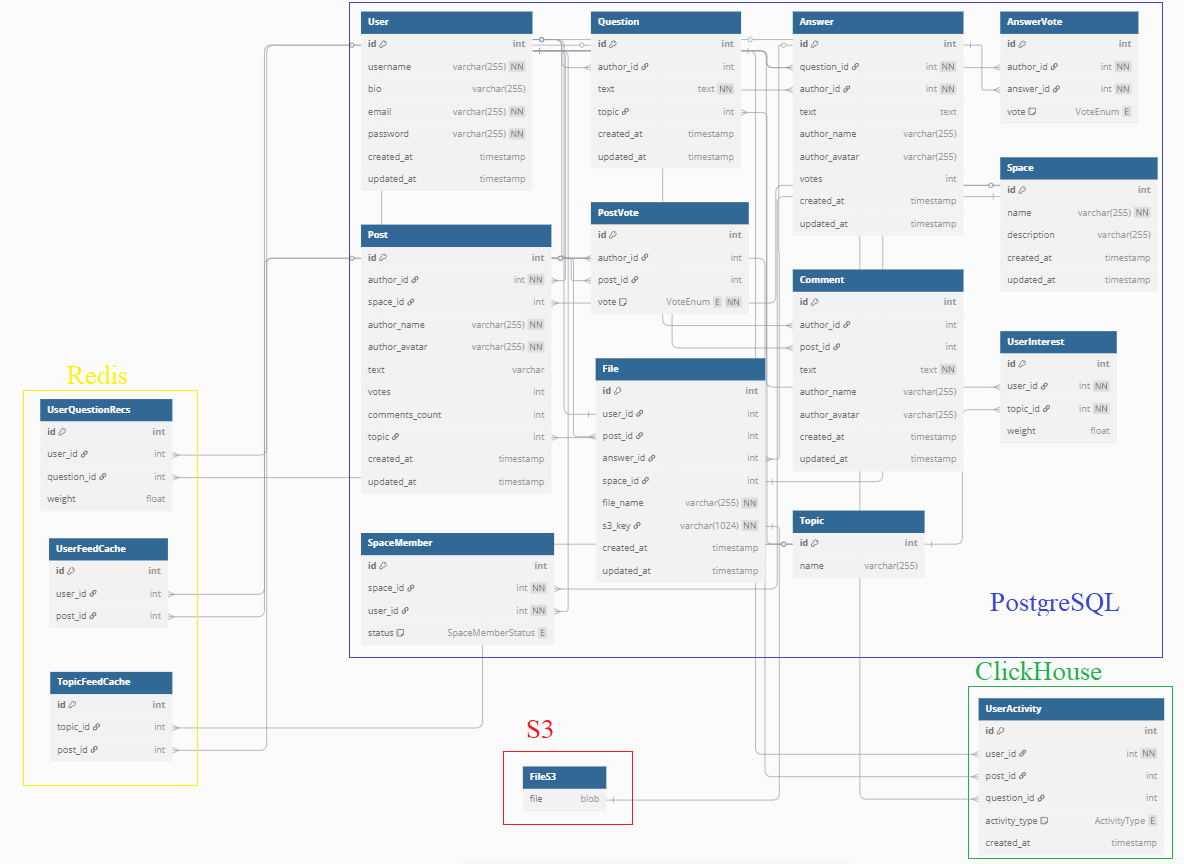 User
id int
username varchar(255) NN
bio varchar(255)
email varchar(255) NN
password varchar(255) NN
created_at timestamp
updated_at timestamp
Question
id int
author_id int
text text NN
topic int
created_at timestamp
updated_at timestamp
Answer
id int
question_id int NN
author_id int NN
text text
author_name varchar(255)
author_avatar varchar(255)
votes int
created_at timestamp
updated_at timestamp
AnswerVote
id int
author_id int NN
answer_id int NN
vote VoteEnum E
Space
id int
name varchar(255) NN
description varchar(255)
created_at timestamp
updated_at timestamp
Post
id int
author_id int NN
space_id int
author_name varchar(255) NN
author_avatar varchar(255) NN
text varchar
votes int
comments_count int
topic int
created_at timestamp
updated_at timestamp
PostVote
id int
author_id int
post_id int
vote VoteEnum E NN
Comment
id int
author_id int
post_id int
text text NN
author_name varchar(255)
author_avatar varchar(255)
created_at timestamp
updated_at timestamp
UserInterest
id int
user_id int NN
topic_id int NN
weight float
File
id int
user_id int
post_id int
answer_id int
space_id int
file_name varchar(255) NN
s3_key varchar(1024) NN
created_at timestamp
updated_at timestamp
Topic
id int
name varchar(255)
SpaceMember
id int
space_id int NN
user_id int NN
status SpaceMemberStatus E
PostgreSQL
Redis
UserQuestionRecs
id int
user_id int
question_id int
weight float
UserFeedCache
id int
user_id int
post_id int
TopicFeedCache
id int
topic_id int
post_id int
S3
FileS3
file blob
ClickHouse
UserActivity
id int
user_id int NN
post_id int
question_id int
activity_type ActivityType E
created_at timestamp